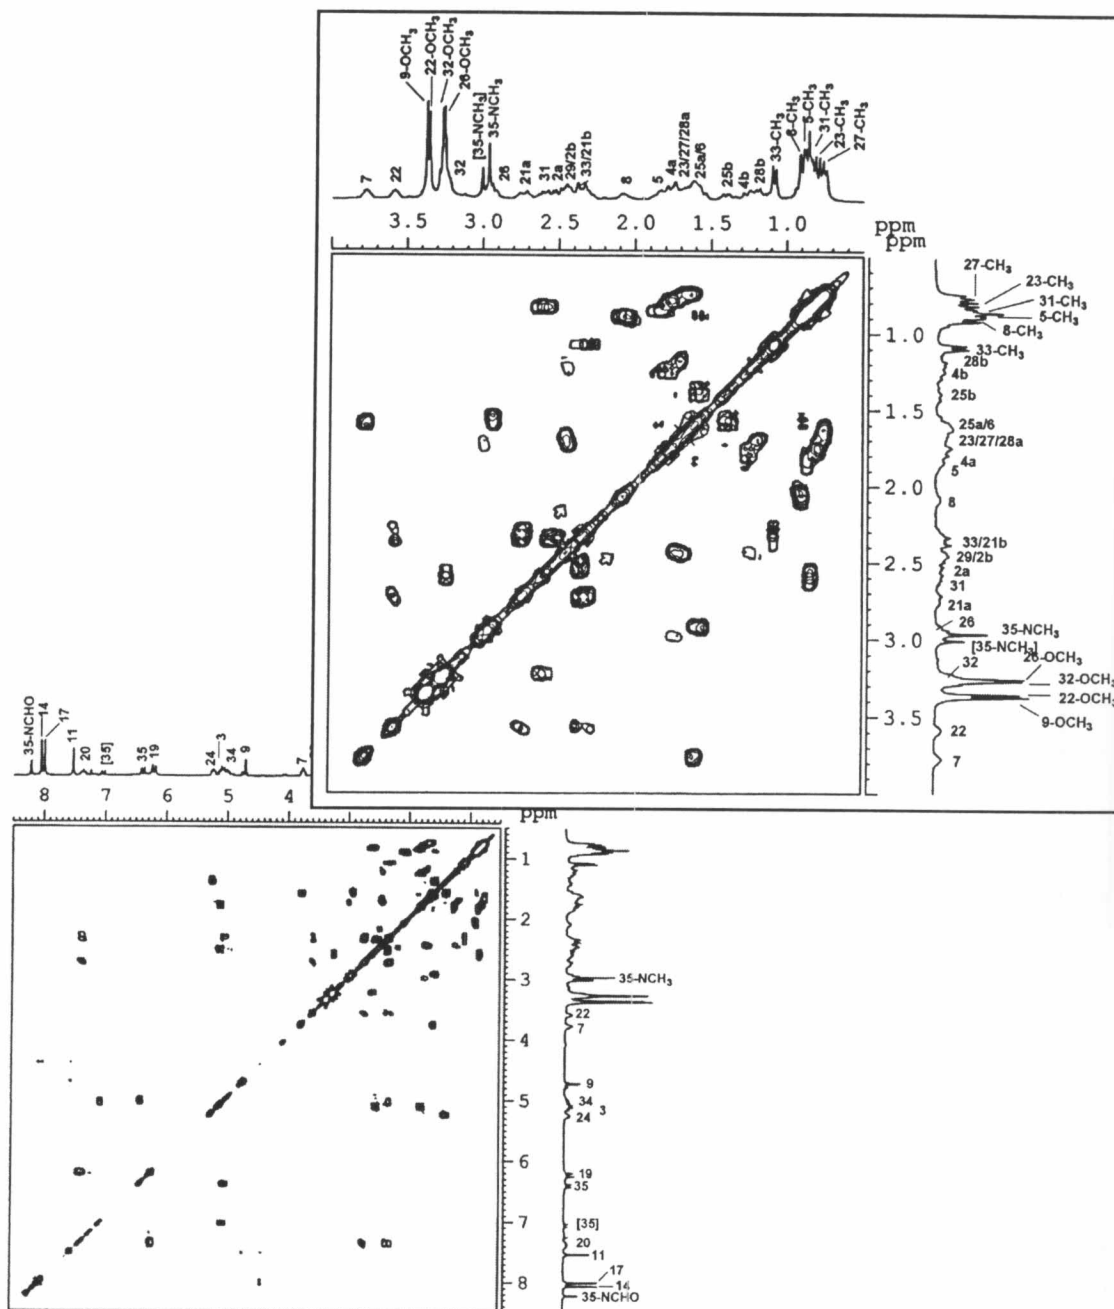 9-OCH3
22-OCH3
32-OCH3
26-OCH3
[35-NCH3]
35-NCH3
33-CH3
8-CH3
5-CH3
31-CH3
23-CH3
27-CH3
7
22
32
26
21a
31
2a
29/2b
33/21b
8
5
4a
23/27/28a
25a/6
25b
4b
28b
3.5 3.0 2.5 2.0 1.5 1.0 ppm
ppm
27-CH3
23-CH3
31-CH3
5-CH3
8-CH3
1.0
33-CH3
28b
4b
25b
1.5
25a/6
23/27/28a
4a
5
2.0
8
33/21b
29/2b
2.5
2a
31
21a
26
35-NCH3
3.0
[35-NCH3]
26-OCH3
32
32-OCH3
22-OCH3
9-OCH3
3.5
22
7
35-NCHO
14
17
11
20
[35]
35
19
24
3
34
9
7
8 7 6 5 4
ppm
1
2
3
35-NCH3
22
7
4
9
34
3
5
24
6
19
35
[35]
7
20
11
17
14
8
35-NCHO